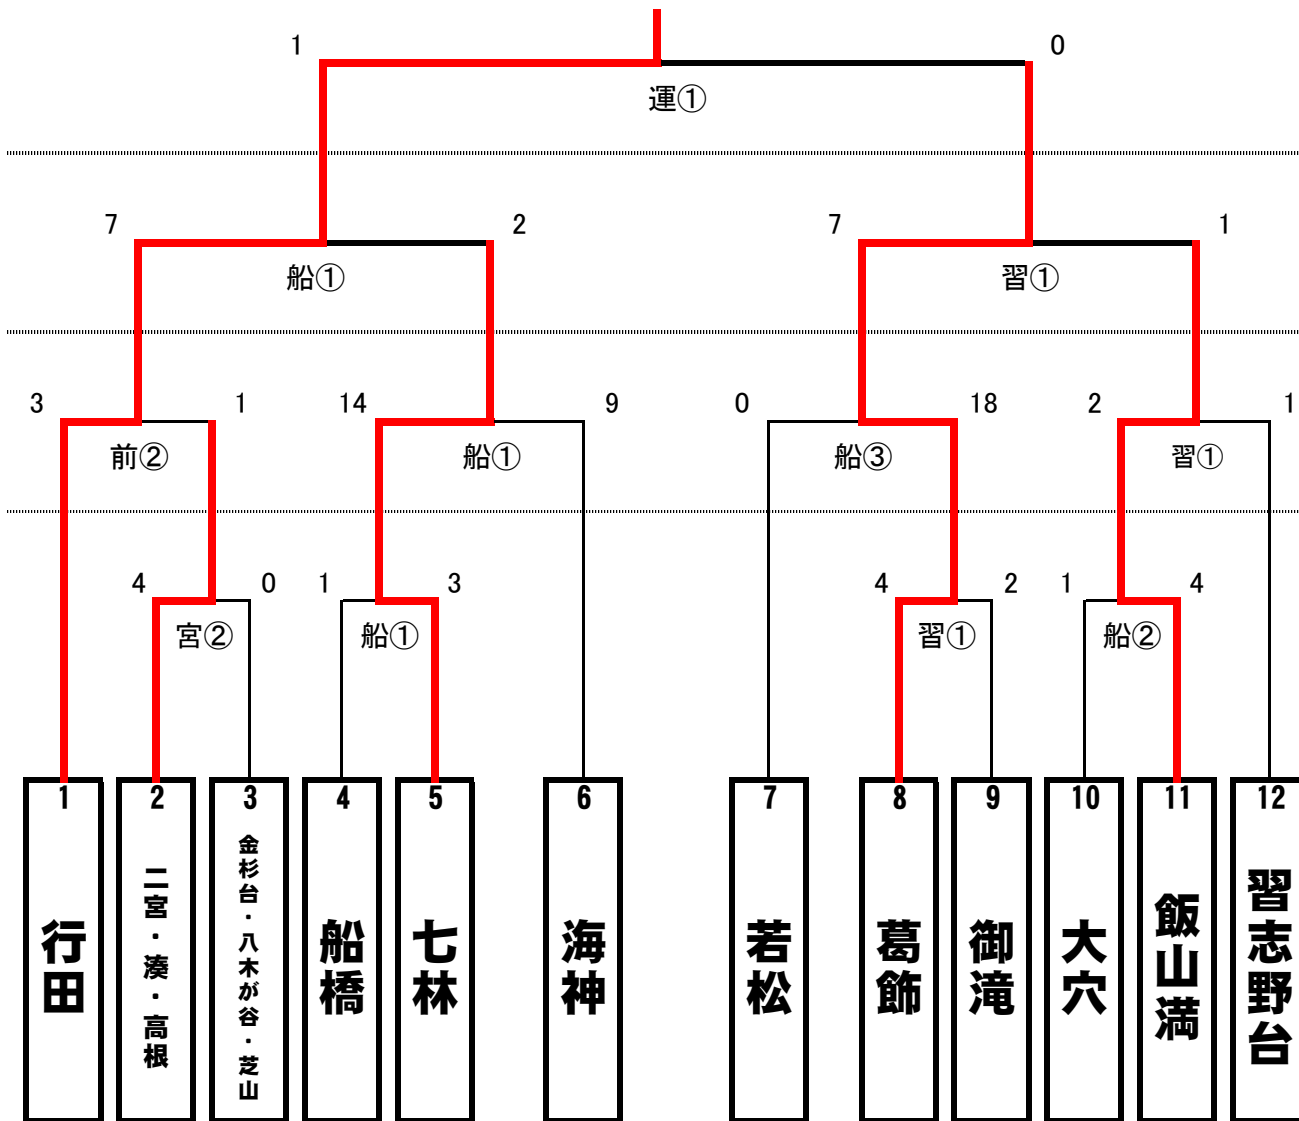 1 0
運①
7 2 7 1
船① 習①
3 1 14 9 0 18 2 1
前② 船① 船③ 習①
4 0 1 3 4 2 1 4
宮② 船① 習① 船②
1 2 3 4 5 6 7 8 9 10 11 12
行田
二宮・湊・高根
金杉台・八木が谷・芝山
船橋
七林
海神
若松
葛飾
御滝
大穴
飯山満
習志野台